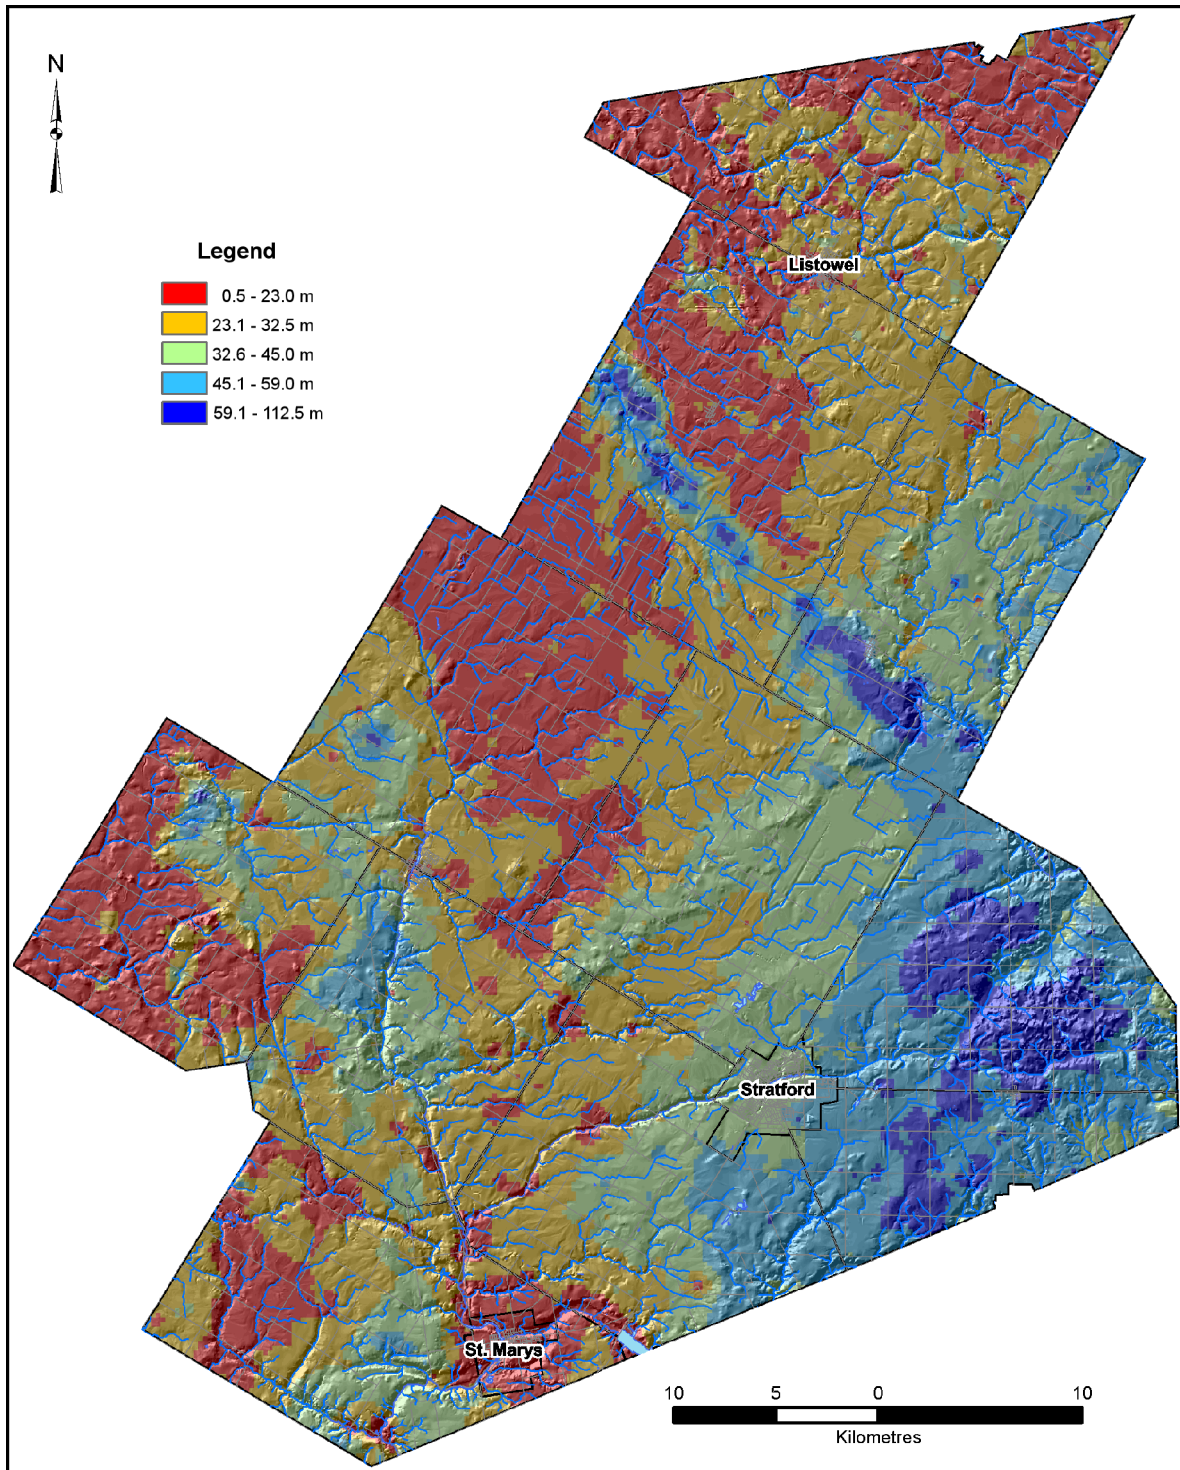 N
Legend
0.5 - 23.0 m
23.1 - 32.5 m
32.6 - 45.0 m
45.1 - 59.0 m
59.1 - 112.5 m
Listowel
Stratford
St. Marys
10 5 0 10
Kilometres